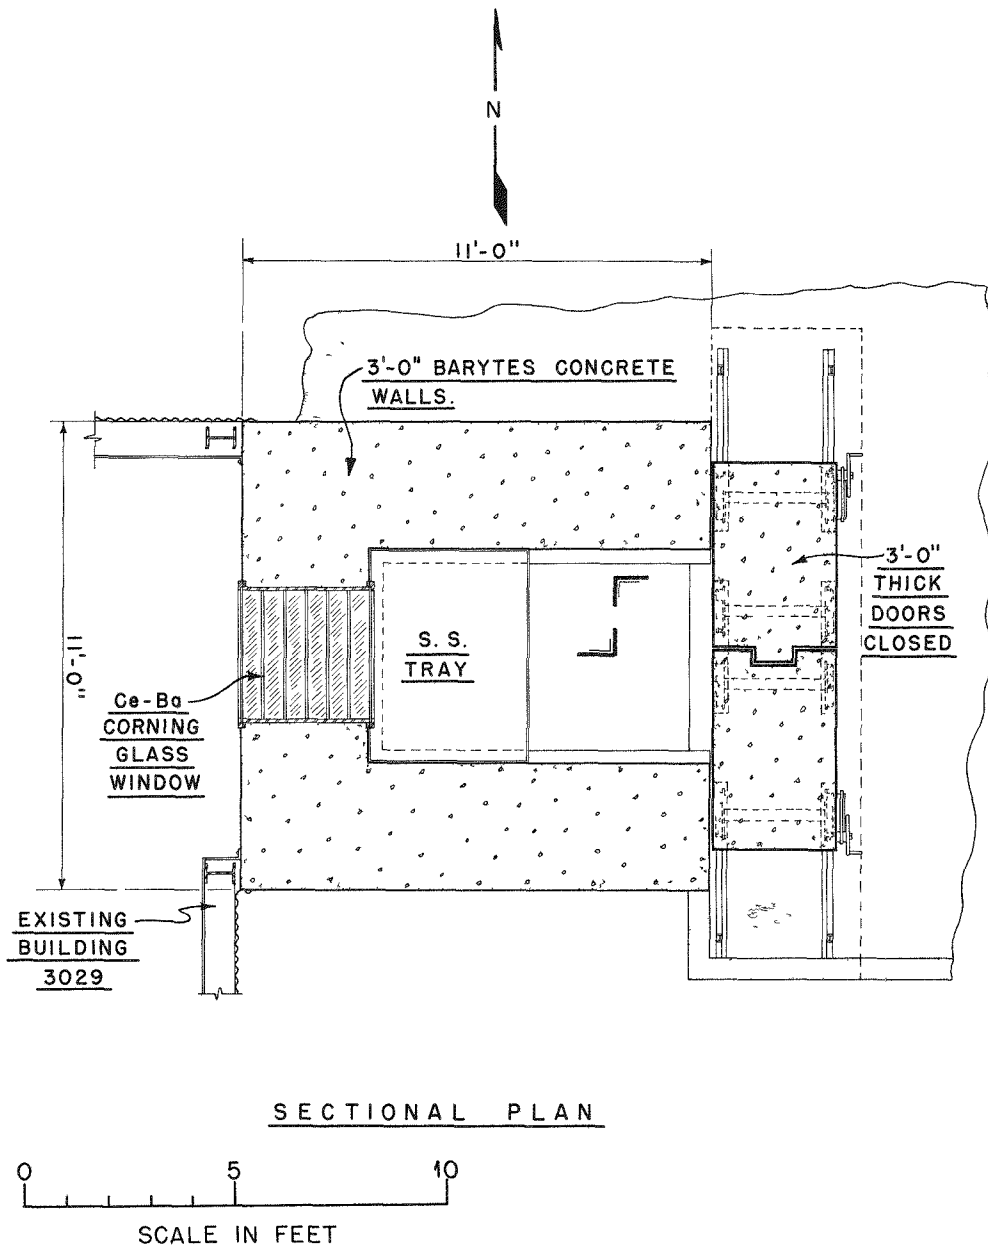 N
11'-0"
3'-0" BARYTES CONCRETE
WALLS.
3'-0"
THICK
DOORS
CLOSED
11'-0"
S. S.
TRAY
Ce-Ba
CORNING
GLASS
WINDOW
EXISTING
BUILDING
3029
SECTIONAL PLAN
0 5 10
SCALE IN FEET